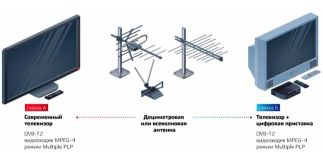 схема А
Современный
телевизор
DVB-T2
видеокодек MPEG-4
режим Multiple PLP
Дециметровая
или всеволновая
антенна
схема Б
Телевизор +
цифровая приставка
DVB-T2
видеокодек MPEG-4
режим Multiple PLP